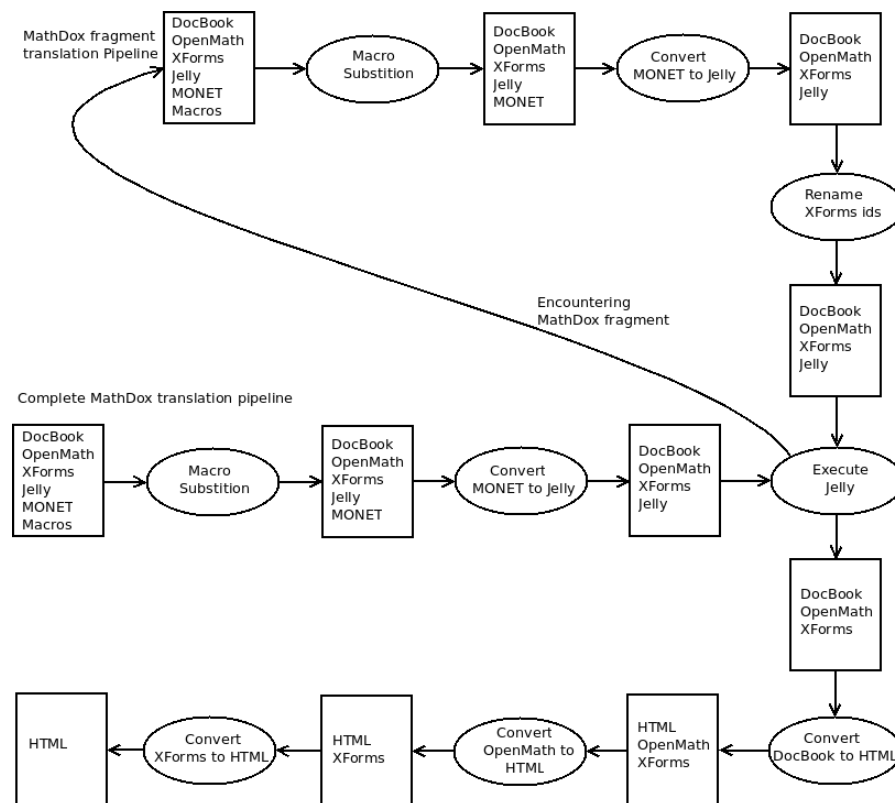 MathDox fragment
translation Pipeline
DocBook
OpenMath
XForms
Jelly
MONET
Macros
Macro
Substition
DocBook
OpenMath
XForms
Jelly
MONET
Convert
MONET to Jelly
DocBook
OpenMath
XForms
Jelly
Rename
XForms ids
DocBook
OpenMath
XForms
Jelly
Encountering
MathDox fragment
Complete MathDox translation pipeline
DocBook
OpenMath
XForms
Jelly
MONET
Macros
Macro
Substition
DocBook
OpenMath
XForms
Jelly
MONET
Convert
MONET to Jelly
DocBook
OpenMath
XForms
Jelly
Execute
Jelly
DocBook
OpenMath
XForms
Convert
DocBook to HTML
HTML
OpenMath
XForms
Convert
OpenMath to
HTML
HTML
XForms
Convert
XForms to HTML
HTML